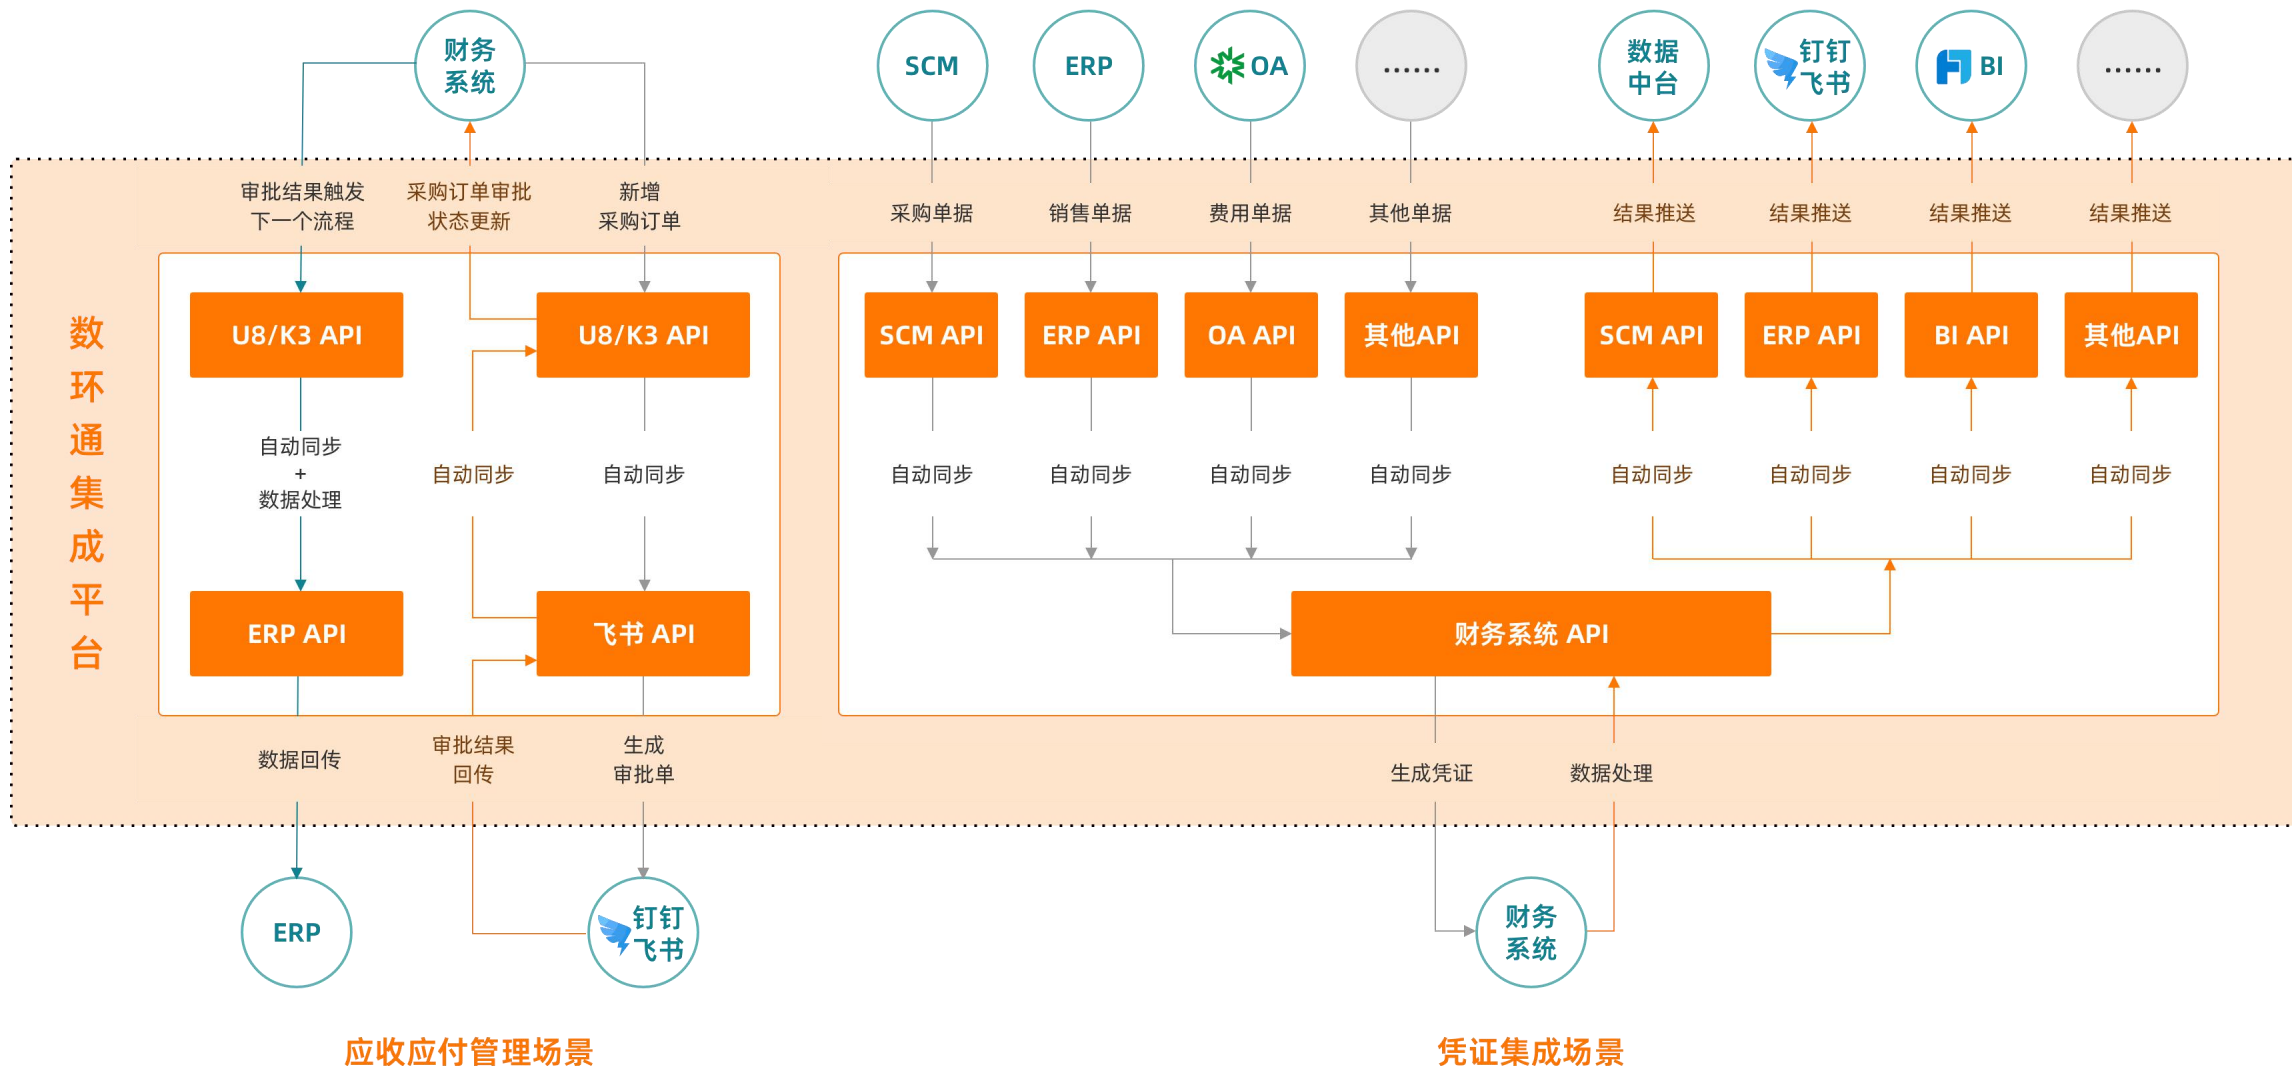 财务
系统
SCM
ERP
OA
……
数据
中台
钉钉
飞书
BI
……
审批结果触发
下一个流程
采购订单审批
状态更新
新增
采购订单
采购单据
销售单据
费用单据
其他单据
结果推送
结果推送
结果推送
结果推送
数环通集成平台
U8/K3 API
U8/K3 API
SCM API
ERP API
OA API
其他API
SCM API
ERP API
BI API
其他API
自动同步
+
数据处理
自动同步
自动同步
自动同步
自动同步
自动同步
自动同步
自动同步
自动同步
自动同步
自动同步
ERP API
飞书 API
财务系统 API
数据回传
审批结果
回传
生成
审批单
生成凭证
数据处理
ERP
钉钉
飞书
财务
系统
应收应付管理场景
凭证集成场景